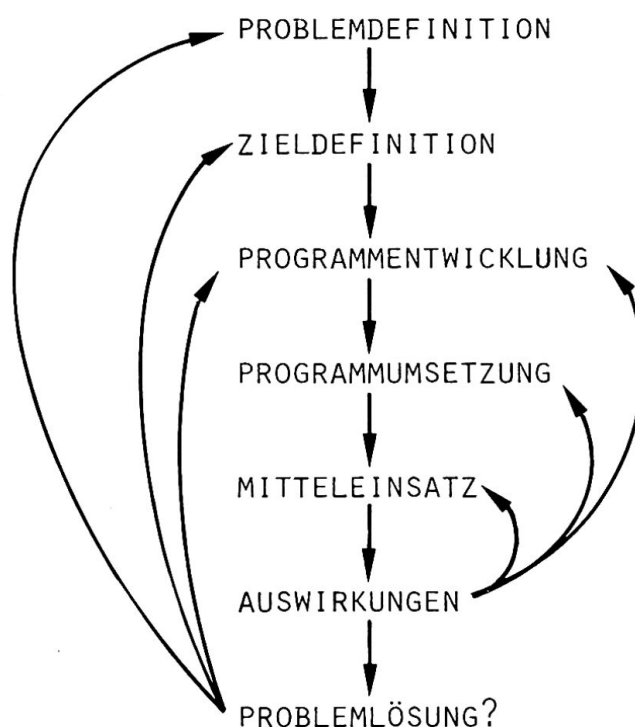 PROBLEMDEFINITION
ZIELDEFINITION
PROGRAMMENTWICKLUNG
PROGRAMMUMSETZUNG
MITTELEINSATZ
AUSWIRKUNGEN
PROBLEMLÖSUNG?